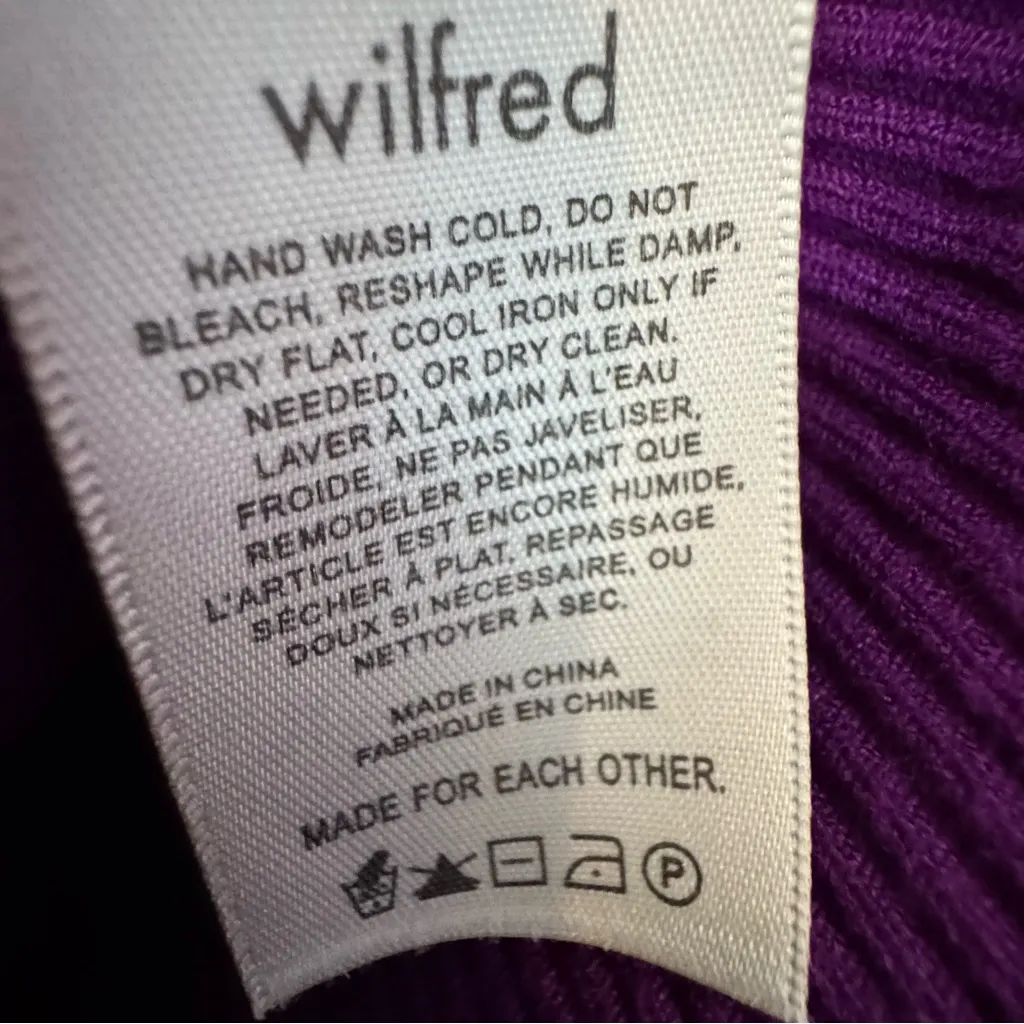 wilfred
HAND WASH COLD, DO NOT
BLEACH, RESHAPE WHILE DAMP,
DRY FLAT, COOL IRON ONLY IF
NEEDED, OR DRY CLEAN.
LAVER À LA MAIN À L'EAU
FROIDE, NE PAS JAVELISER,
REMODELER PENDANT QUE
L'ARTICLE EST ENCORE HUMIDE,
SÉCHER À PLAT, REPASSAGE
DOUX SI NÉCESSAIRE, OU
NETTOYER À SEC.
MADE IN CHINA
FABRIQUÉ EN CHINE
MADE FOR EACH OTHER.
P